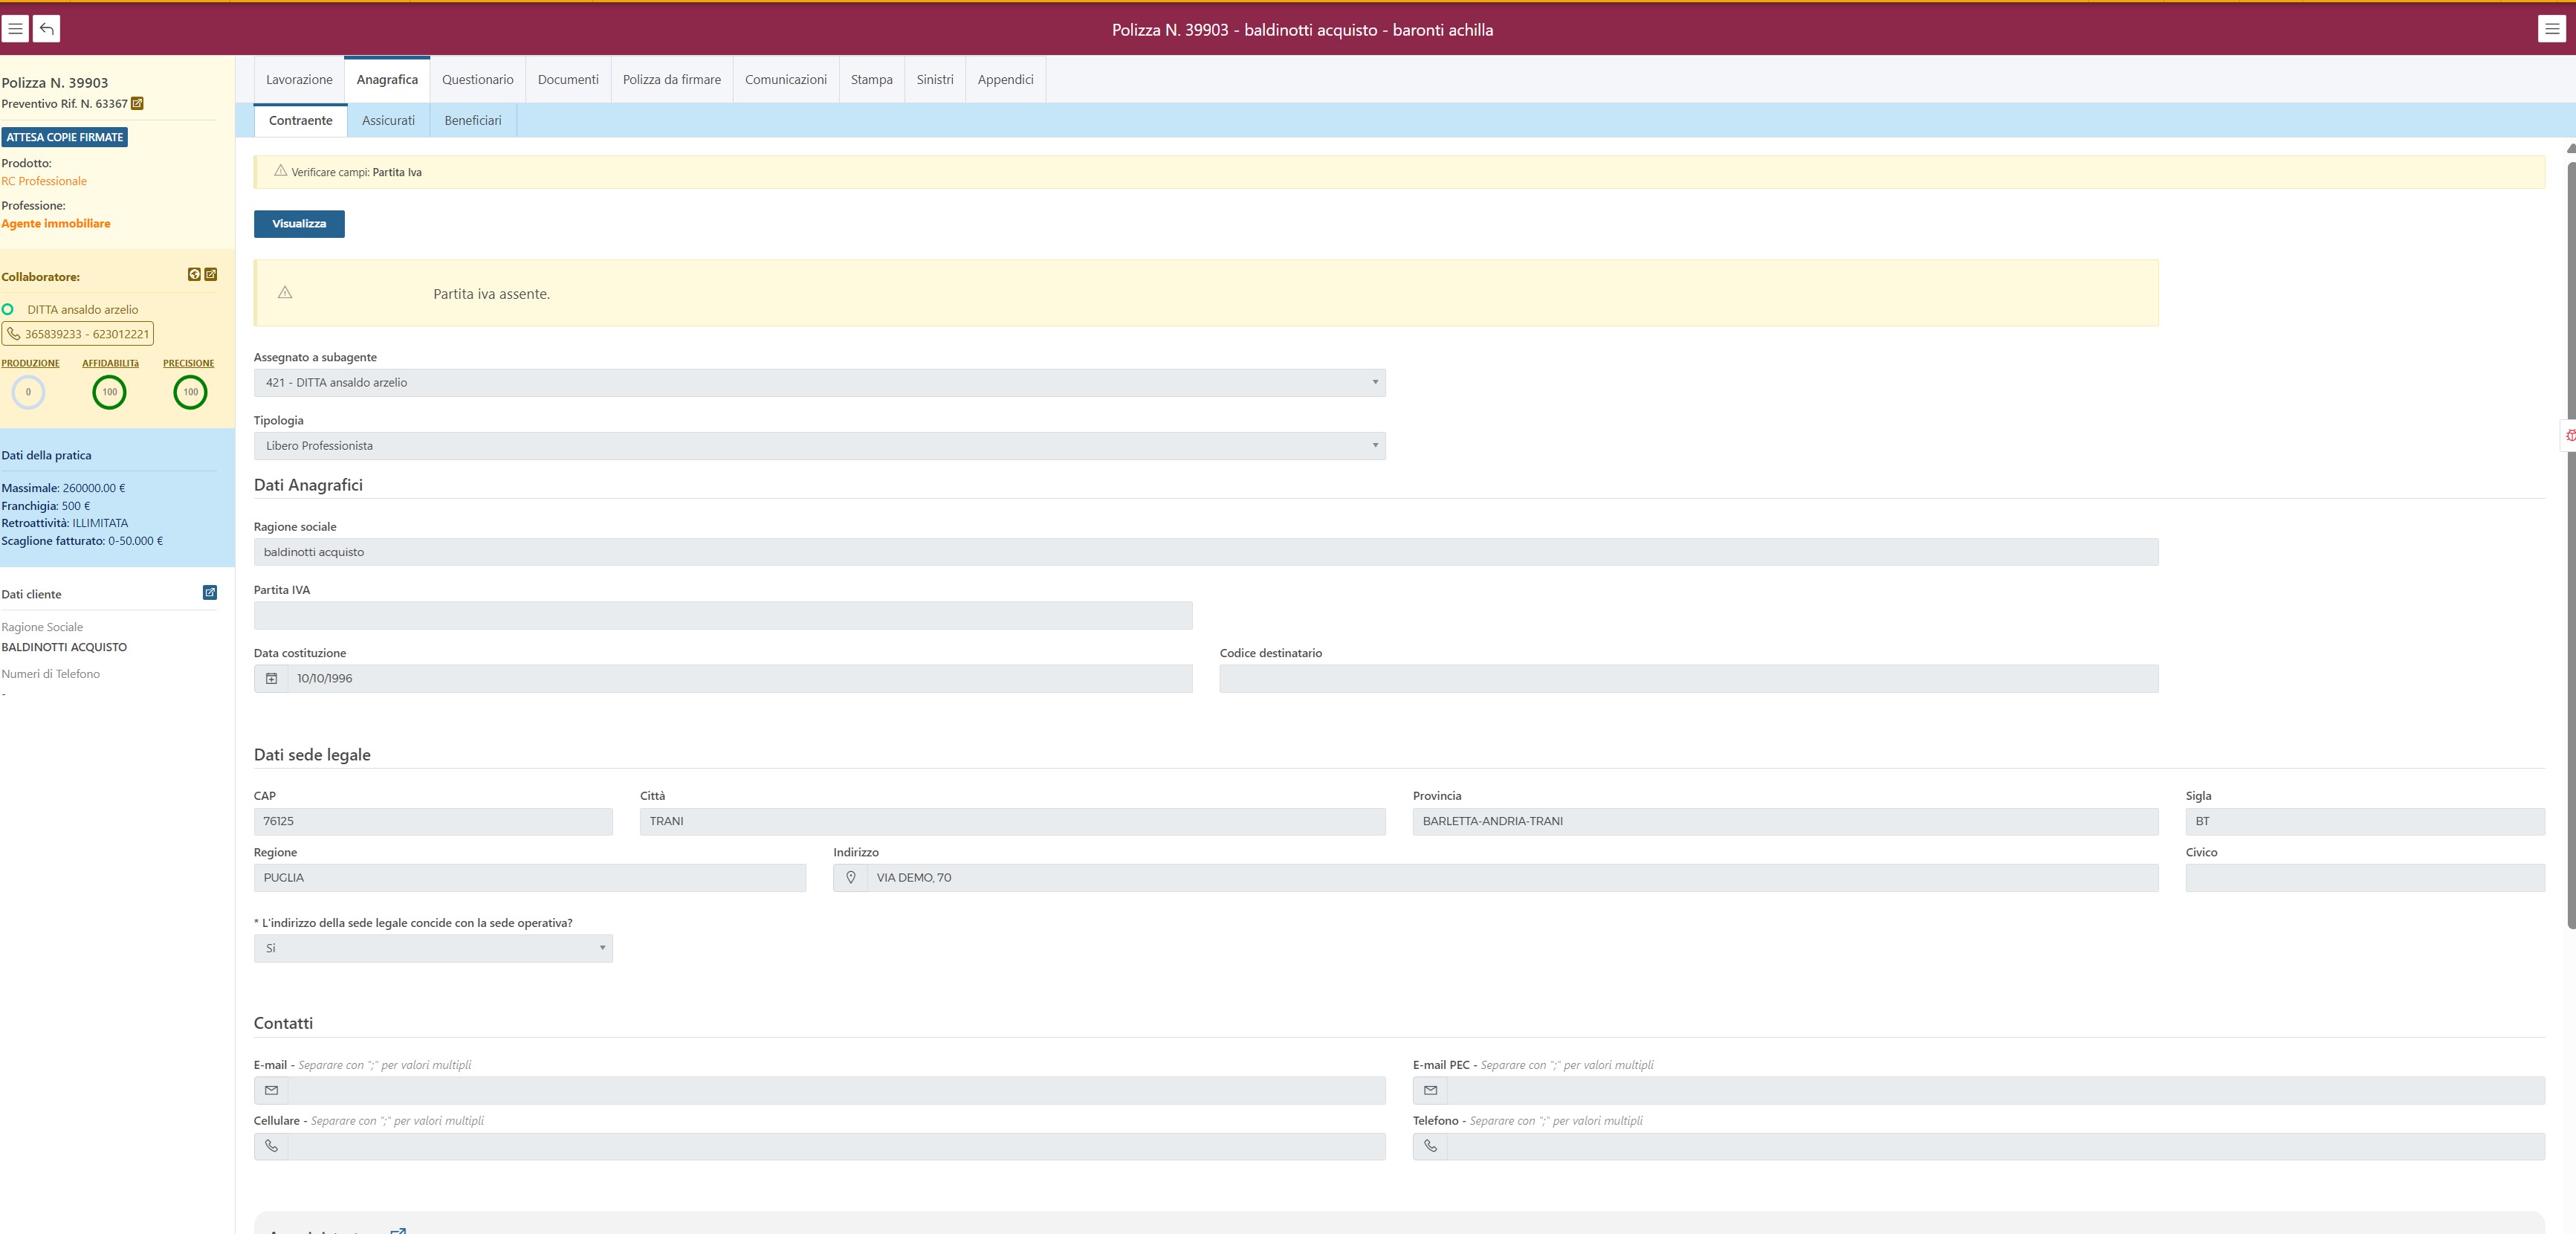 Polizza N. 39903 - baldinotti acquisto - baronti achilla
Polizza N. 39903
Preventivo Rif. N. 63367
ATTESA COPIE FIRMATE
Prodotto:
RC Professionale
Professione:
Agente immobiliare
Collaboratore:
DITTA ansaldo arzelio
365839233 - 623012221
PRODUZIONE AFFIDABILITà PRECISIONE
0 100 100
Dati della pratica
Massimale: 260000.00 €
Franchigia: 500 €
Retroattività: ILLIMITATA
Scaglione fatturato: 0-50.000 €
Dati cliente
Ragione Sociale
BALDINOTTI ACQUISTO
Numeri di Telefono
-
Lavorazione Anagrafica Questionario Documenti Polizza da firmare Comunicazioni Stampa Sinistri Appendici
Contraente Assicurati Beneficiari
Verificare campi: Partita Iva
Visualizza
Partita iva assente.
Assegnato a subagente
421 - DITTA ansaldo arzelio
Tipologia
Libero Professionista
Dati Anagrafici
Ragione sociale
baldinotti acquisto
Partita IVA
Data costituzione Codice destinatario
10/10/1996
Dati sede legale
CAP Città Provincia Sigla
76125 TRANI BARLETTA-ANDRIA-TRANI BT
Regione Indirizzo Civico
PUGLIA VIA DEMO, 70
* L'indirizzo della sede legale concide con la sede operativa?
Si
Contatti
E-mail - Separare con ";" per valori multipli E-mail PEC - Separare con ";" per valori multipli
Cellulare - Separare con ";" per valori multipli Telefono - Separare con ";" per valori multipli